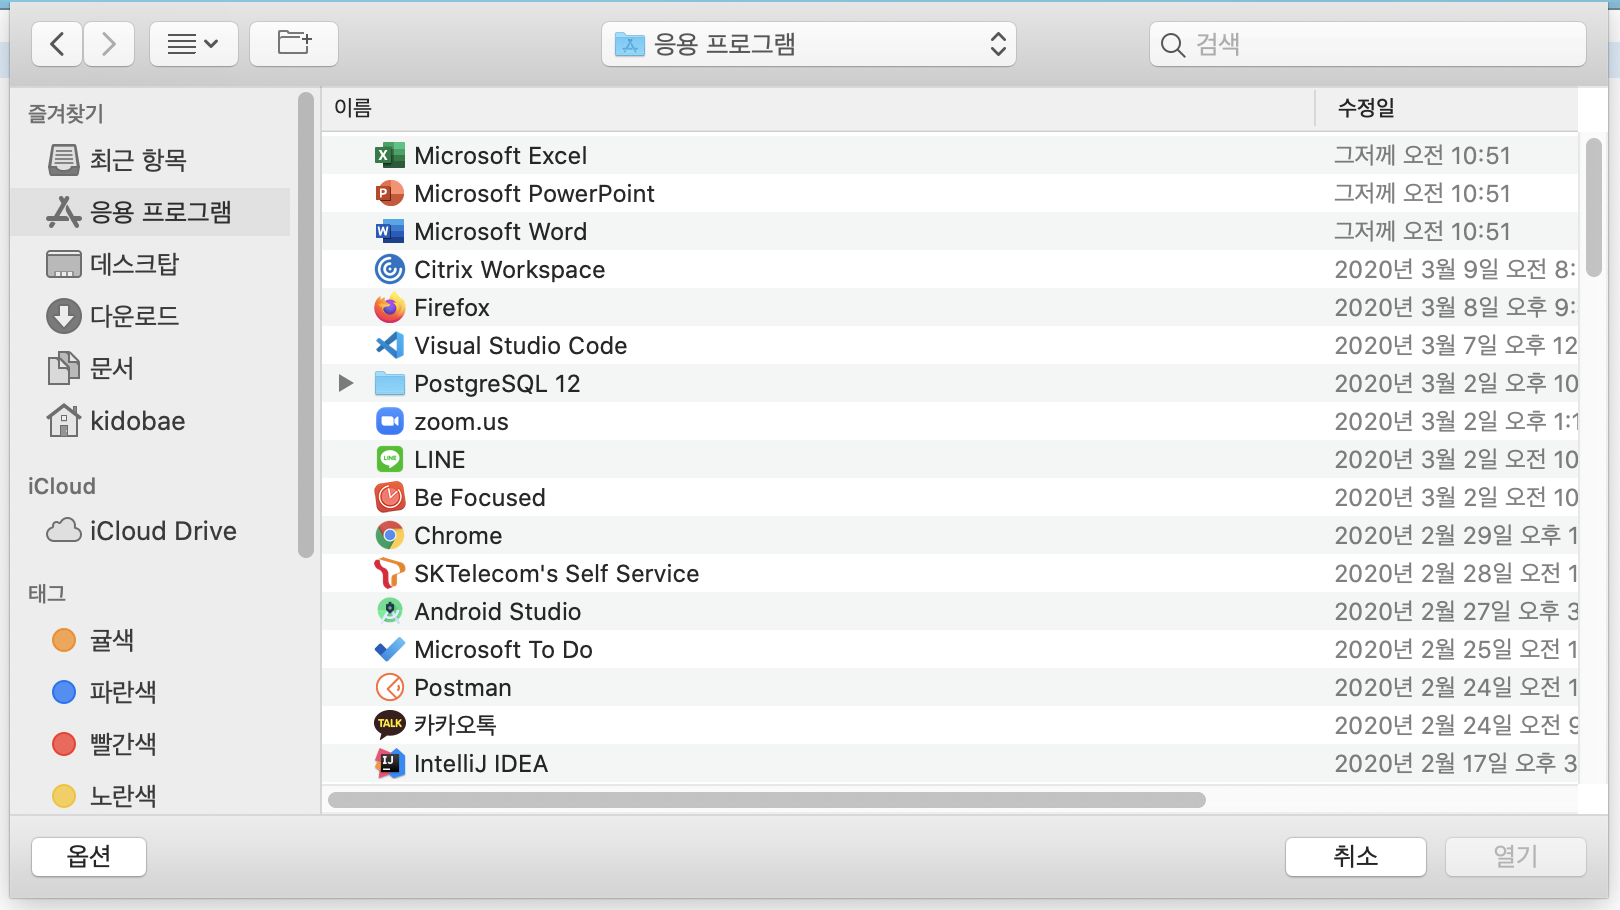 응용 프로그램
검색
즐겨찾기
최근 항목
응용 프로그램
데스크탑
다운로드
문서
kidobae
iCloud
iCloud Drive
태그
귤색
파란색
빨간색
노란색
이름 수정일
Microsoft Excel 그저께 오전 10:51
Microsoft PowerPoint 그저께 오전 10:51
Microsoft Word 그저께 오전 10:51
Citrix Workspace 2020년 3월 9일 오전 8:
Firefox 2020년 3월 8일 오후 9:
Visual Studio Code 2020년 3월 7일 오후 12
PostgreSQL 12 2020년 3월 2일 오후 10
zoom.us 2020년 3월 2일 오후 1:1
LINE 2020년 3월 2일 오전 10
Be Focused 2020년 3월 2일 오전 10
Chrome 2020년 2월 29일 오후 1
SKTelecom's Self Service 2020년 2월 28일 오전 1
Android Studio 2020년 2월 27일 오후 3
Microsoft To Do 2020년 2월 25일 오전 1
Postman 2020년 2월 24일 오전 1
TALK 카카오톡 2020년 2월 24일 오전 9
IJ IntelliJ IDEA 2020년 2월 17일 오후 3
옵션 취소 열기